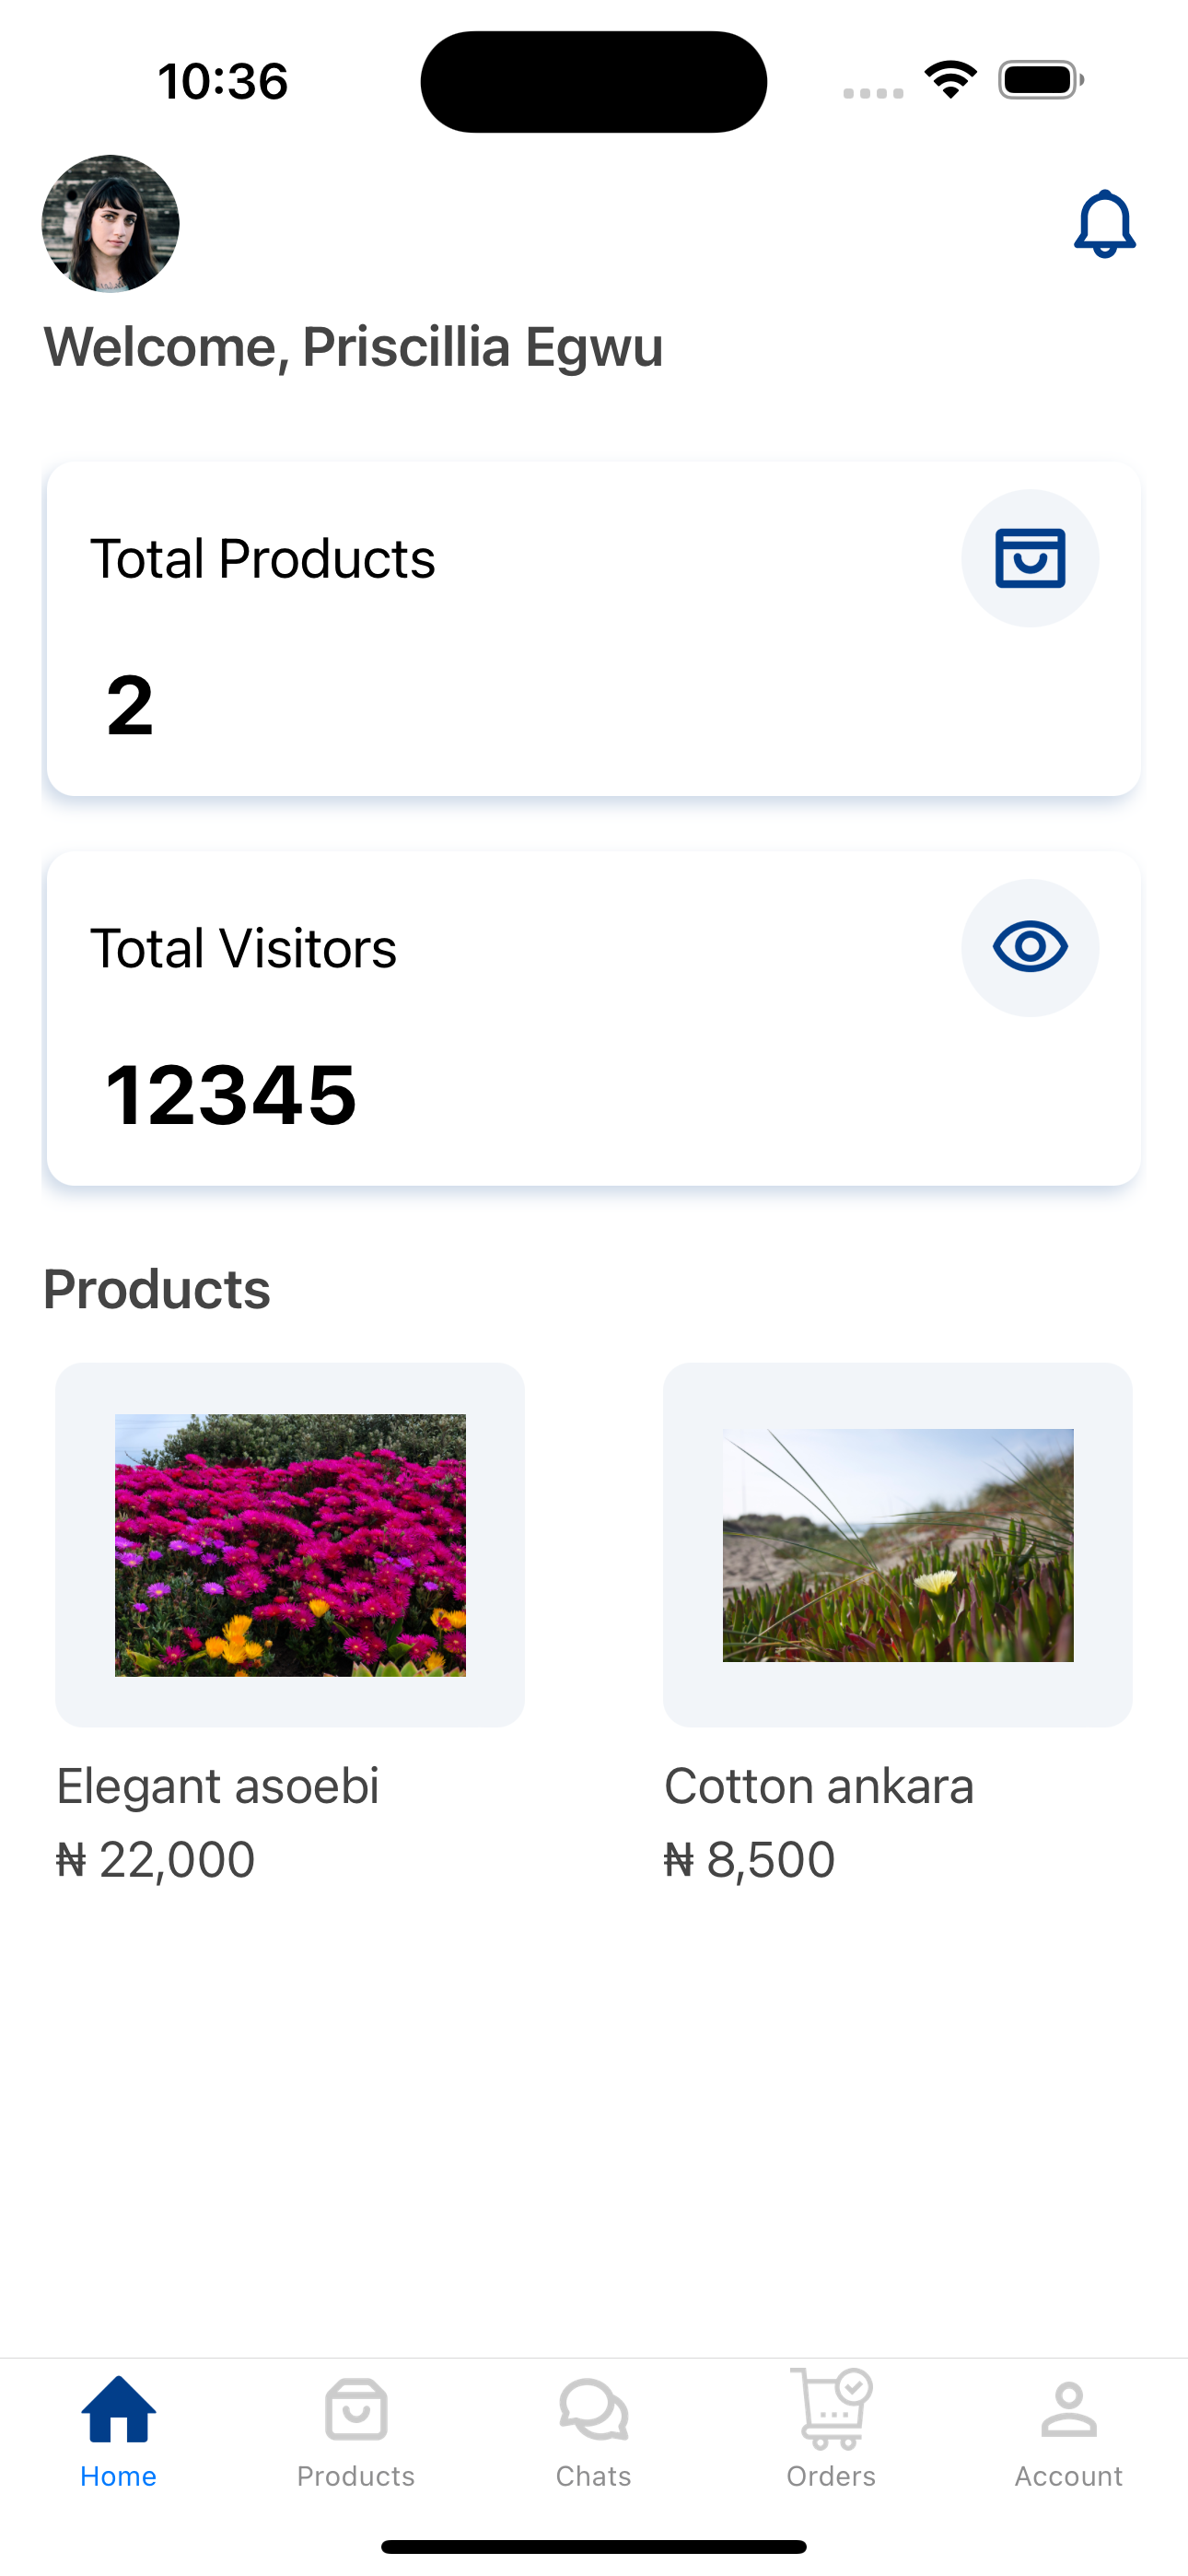 10:36
Welcome, Priscillia Egwu
Total Products
2
Total Visitors
12345
Products
Elegant asoebi
₦ 22,000
Cotton ankara
₦ 8,500
Home
Products
Chats
Orders
Account